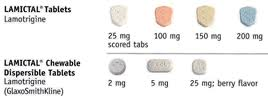 LAMICTAL® Tablets
Lamotrigine
25 mg 100 mg 150 mg 200 mg
scored tabs
LAMICTAL® Chewable
Dispersible Tablets
Lamotrigine
(GlaxoSmithKline)
2 mg 5 mg 25 mg; berry flavor